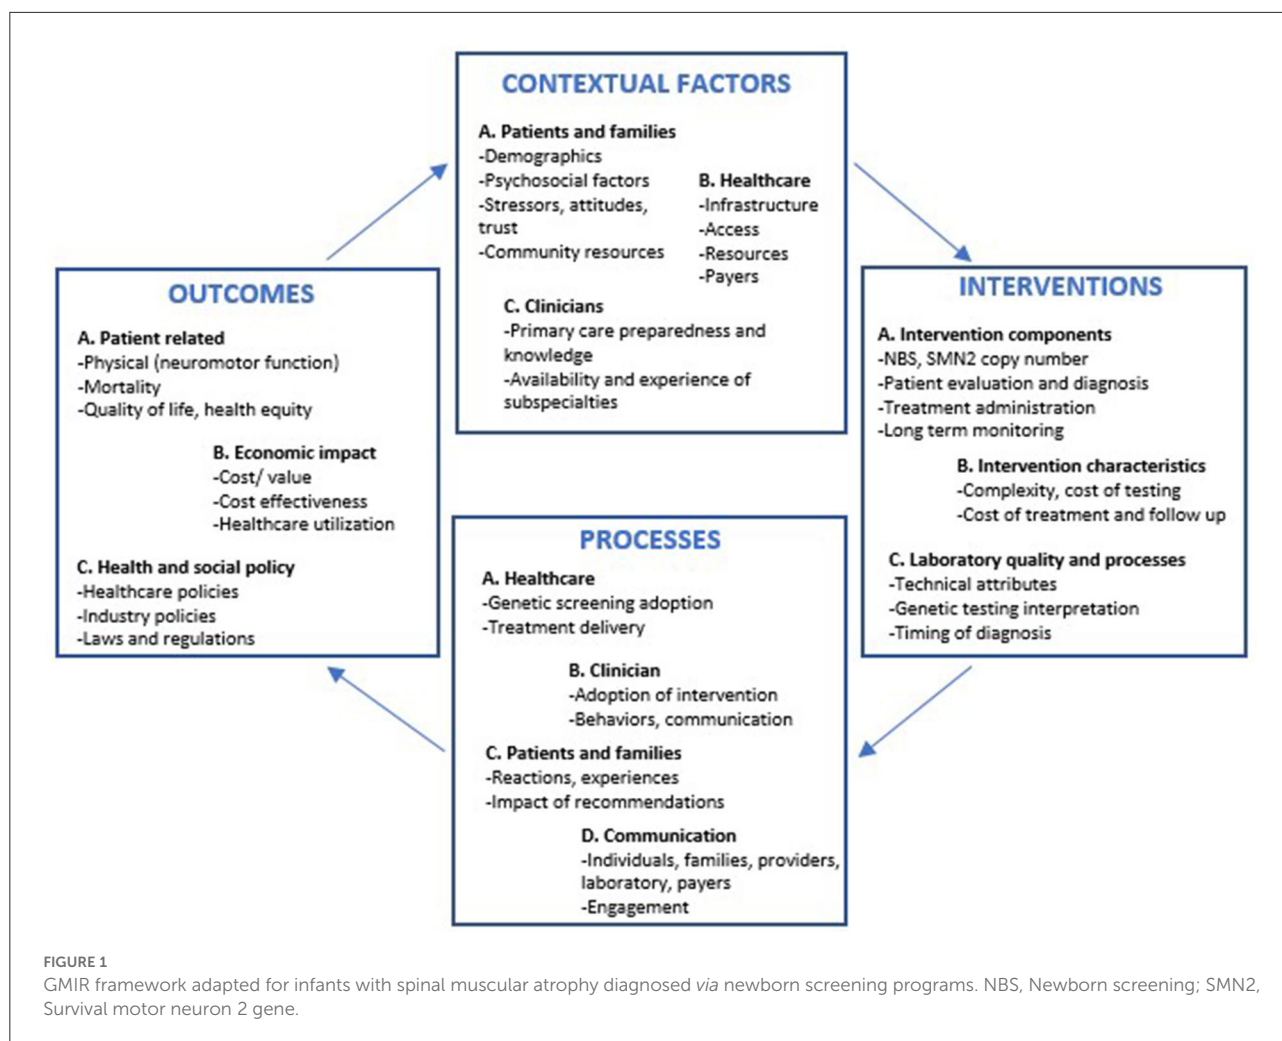 CONTEXTUAL FACTORS
A. Patients and families
-Demographics
-Psychosocial factors
-Stressors, attitudes,
trust
-Community resources
B. Healthcare
-Infrastructure
-Access
-Resources
-Payers
C. Clinicians
-Primary care preparedness and
knowledge
-Availability and experience of
subspecialties
OUTCOMES
A. Patient related
-Physical (neuromotor function)
-Mortality
-Quality of life, health equity
B. Economic impact
-Cost/ value
-Cost effectiveness
-Healthcare utilization
C. Health and social policy
-Healthcare policies
-Industry policies
-Laws and regulations
INTERVENTIONS
A. Intervention components
-NBS, SMN2 copy number
-Patient evaluation and diagnosis
-Treatment administration
-Long term monitoring
B. Intervention characteristics
-Complexity, cost of testing
-Cost of treatment and follow up
C. Laboratory quality and processes
-Technical attributes
-Genetic testing interpretation
-Timing of diagnosis
PROCESSES
A. Healthcare
-Genetic screening adoption
-Treatment delivery
B. Clinician
-Adoption of intervention
-Behaviors, communication
C. Patients and families
-Reactions, experiences
-Impact of recommendations
D. Communication
-Individuals, families, providers,
laboratory, payers
-Engagement
FIGURE 1
GMIR framework adapted for infants with spinal muscular atrophy diagnosed via newborn screening programs. NBS, Newborn screening; SMN2,
Survival motor neuron 2 gene.